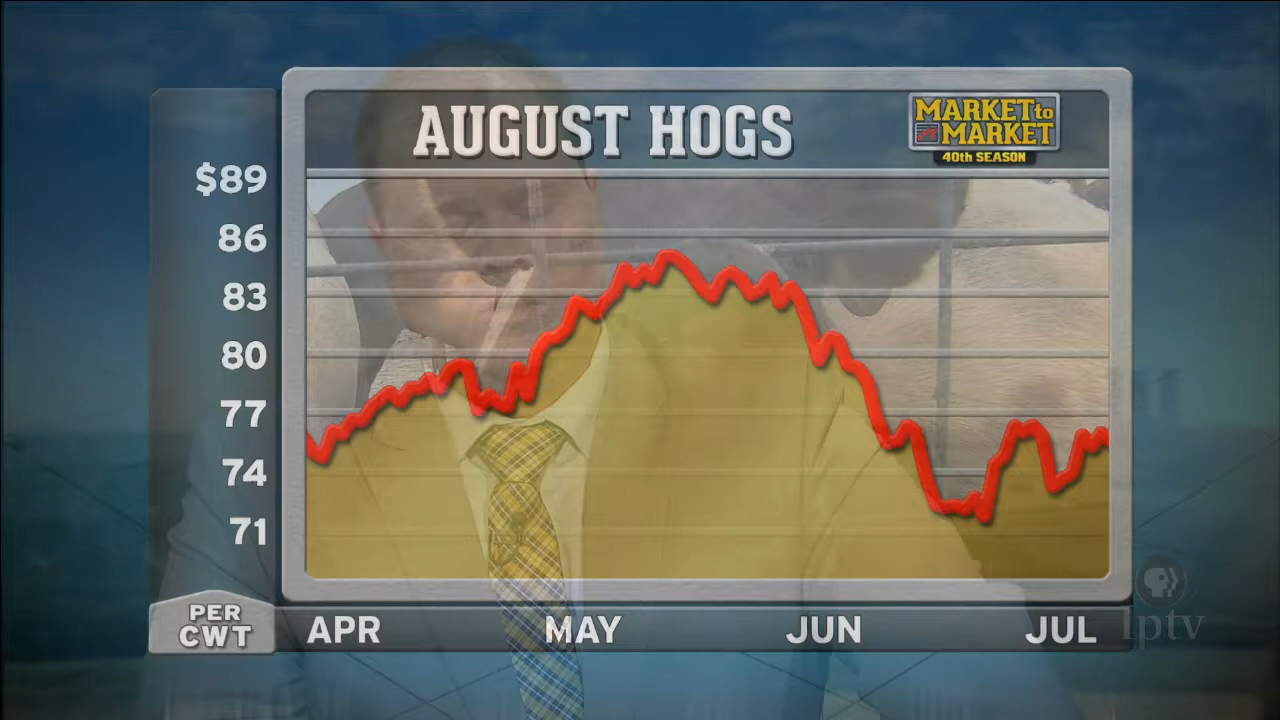 AUGUST HOGS
MARKET to
MARKET
40th SEASON
$89
86
83
80
77
74
71
PER
CWT
APR MAY JUN JUL
iptv